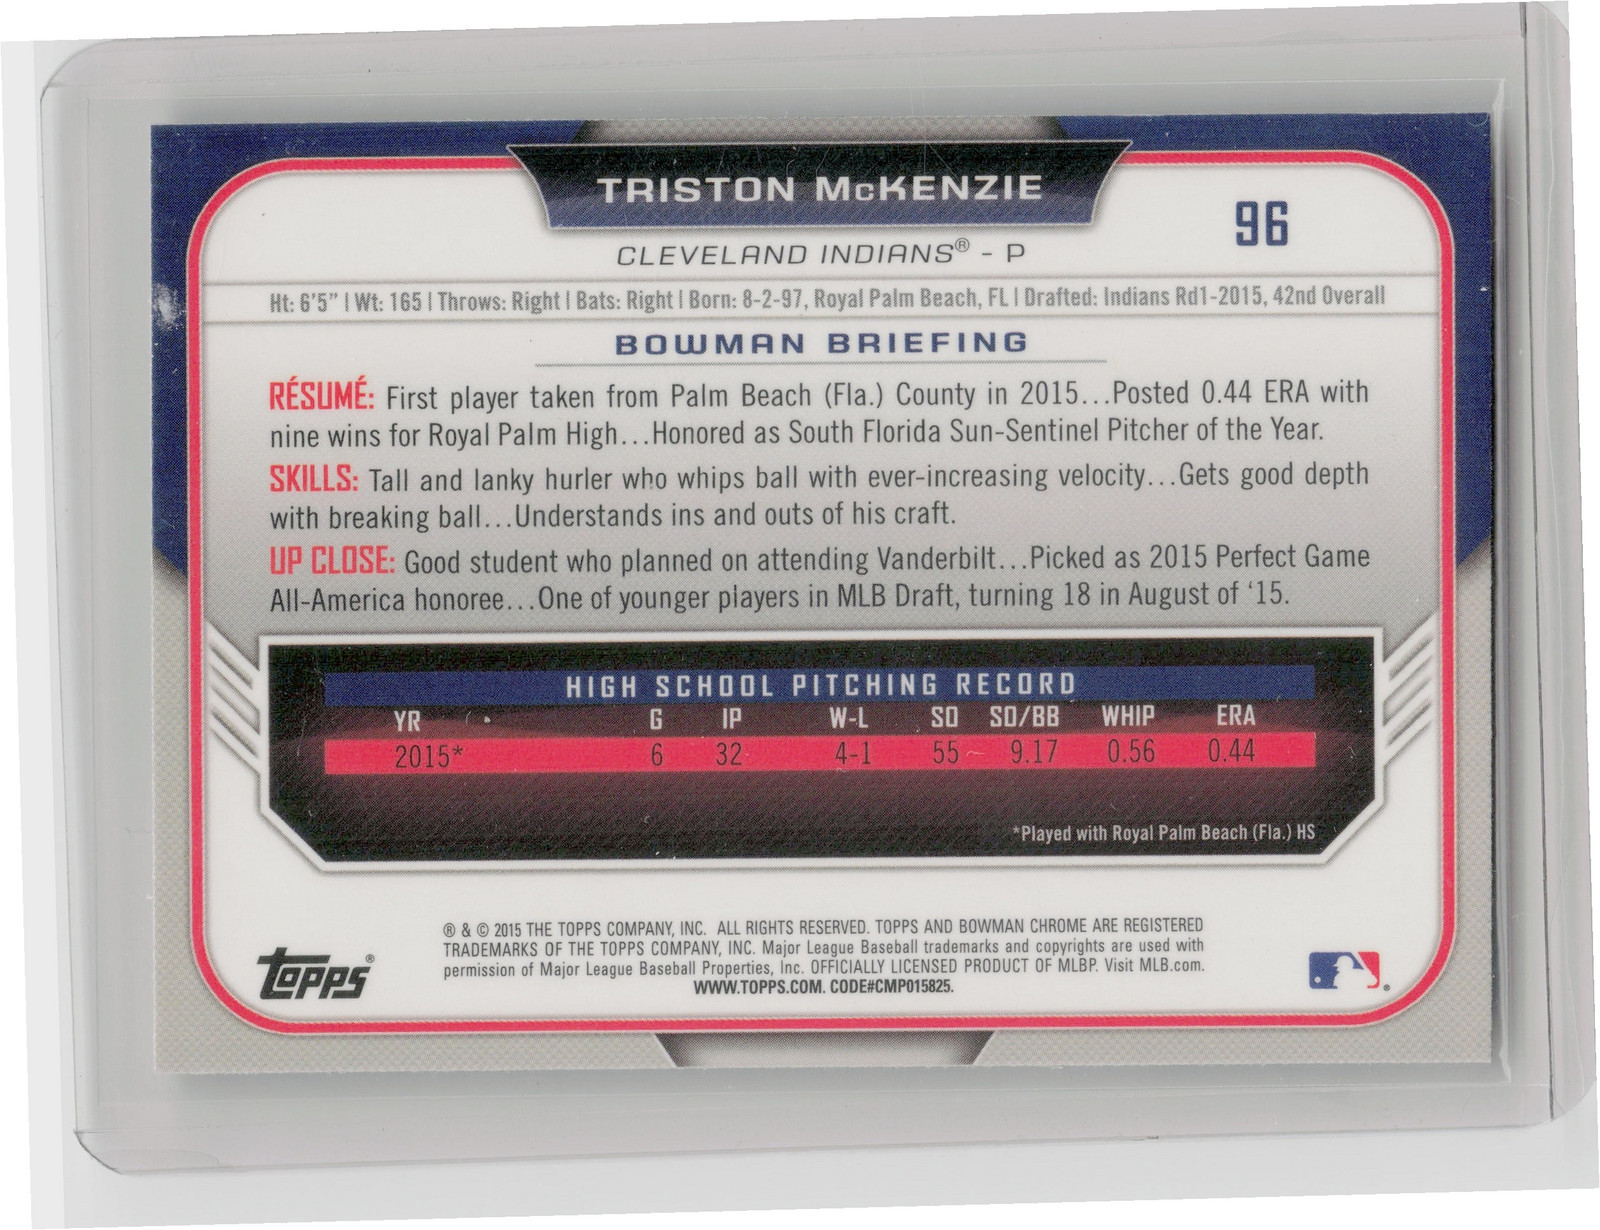 TRISTON McKENZIE
96
CLEVELAND INDIANS® - P
Ht: 6'5" | Wt: 165 | Throws: Right | Bats: Right | Born: 8-2-97, Royal Palm Beach, FL | Drafted: Indians Rd1-2015, 42nd Overall
BOWMAN BRIEFING
RÉSUMÉ: First player taken from Palm Beach (Fla.) County in 2015...Posted 0.44 ERA with
nine wins for Royal Palm High...Honored as South Florida Sun-Sentinel Pitcher of the Year.
SKILLS: Tall and lanky hurler who whips ball with ever-increasing velocity...Gets good depth
with breaking ball...Understands ins and outs of his craft.
UP CLOSE: Good student who planned on attending Vanderbilt...Picked as 2015 Perfect Game
All-America honoree...One of younger players in MLB Draft, turning 18 in August of '15.
HIGH SCHOOL PITCHING RECORD
YR G IP W-L SO SO/BB WHIP ERA
2015* 6 32 4-1 55 9.17 0.56 0.44
*Played with Royal Palm Beach (Fla.) HS
® & © 2015 THE TOPPS COMPANY, INC. ALL RIGHTS RESERVED. TOPPS AND BOWMAN CHROME ARE REGISTERED
TRADEMARKS OF THE TOPPS COMPANY, INC. Major League Baseball trademarks and copyrights are used with
permission of Major League Baseball Properties, Inc. OFFICIALLY LICENSED PRODUCT OF MLBP. Visit MLB.com.
WWW.TOPPS.COM. CODE#CMP015825.
Topps®
®